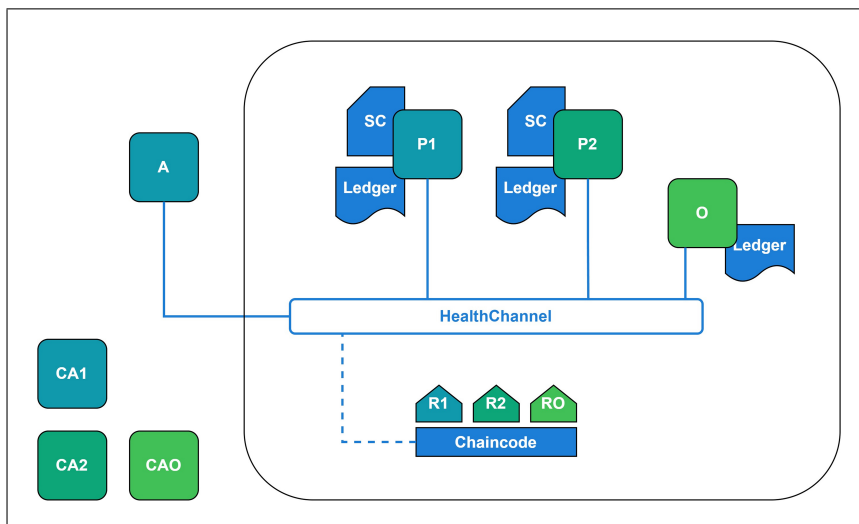 SC
P1
Ledger
SC
P2
Ledger
A
O
Ledger
HealthChannel
CA1
R1
R2
RO
Chaincode
CA2
CAO